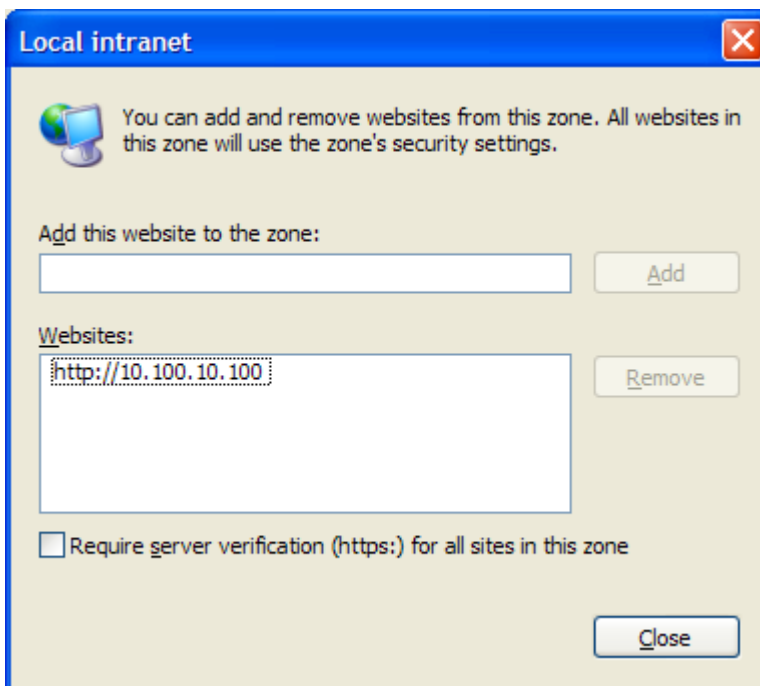 Local intranet
You can add and remove websites from this zone. All websites in
this zone will use the zone's security settings.
Add this website to the zone:
Add
Websites:
http://10.100.10.100
Remove
Require server verification (https:) for all sites in this zone
Close